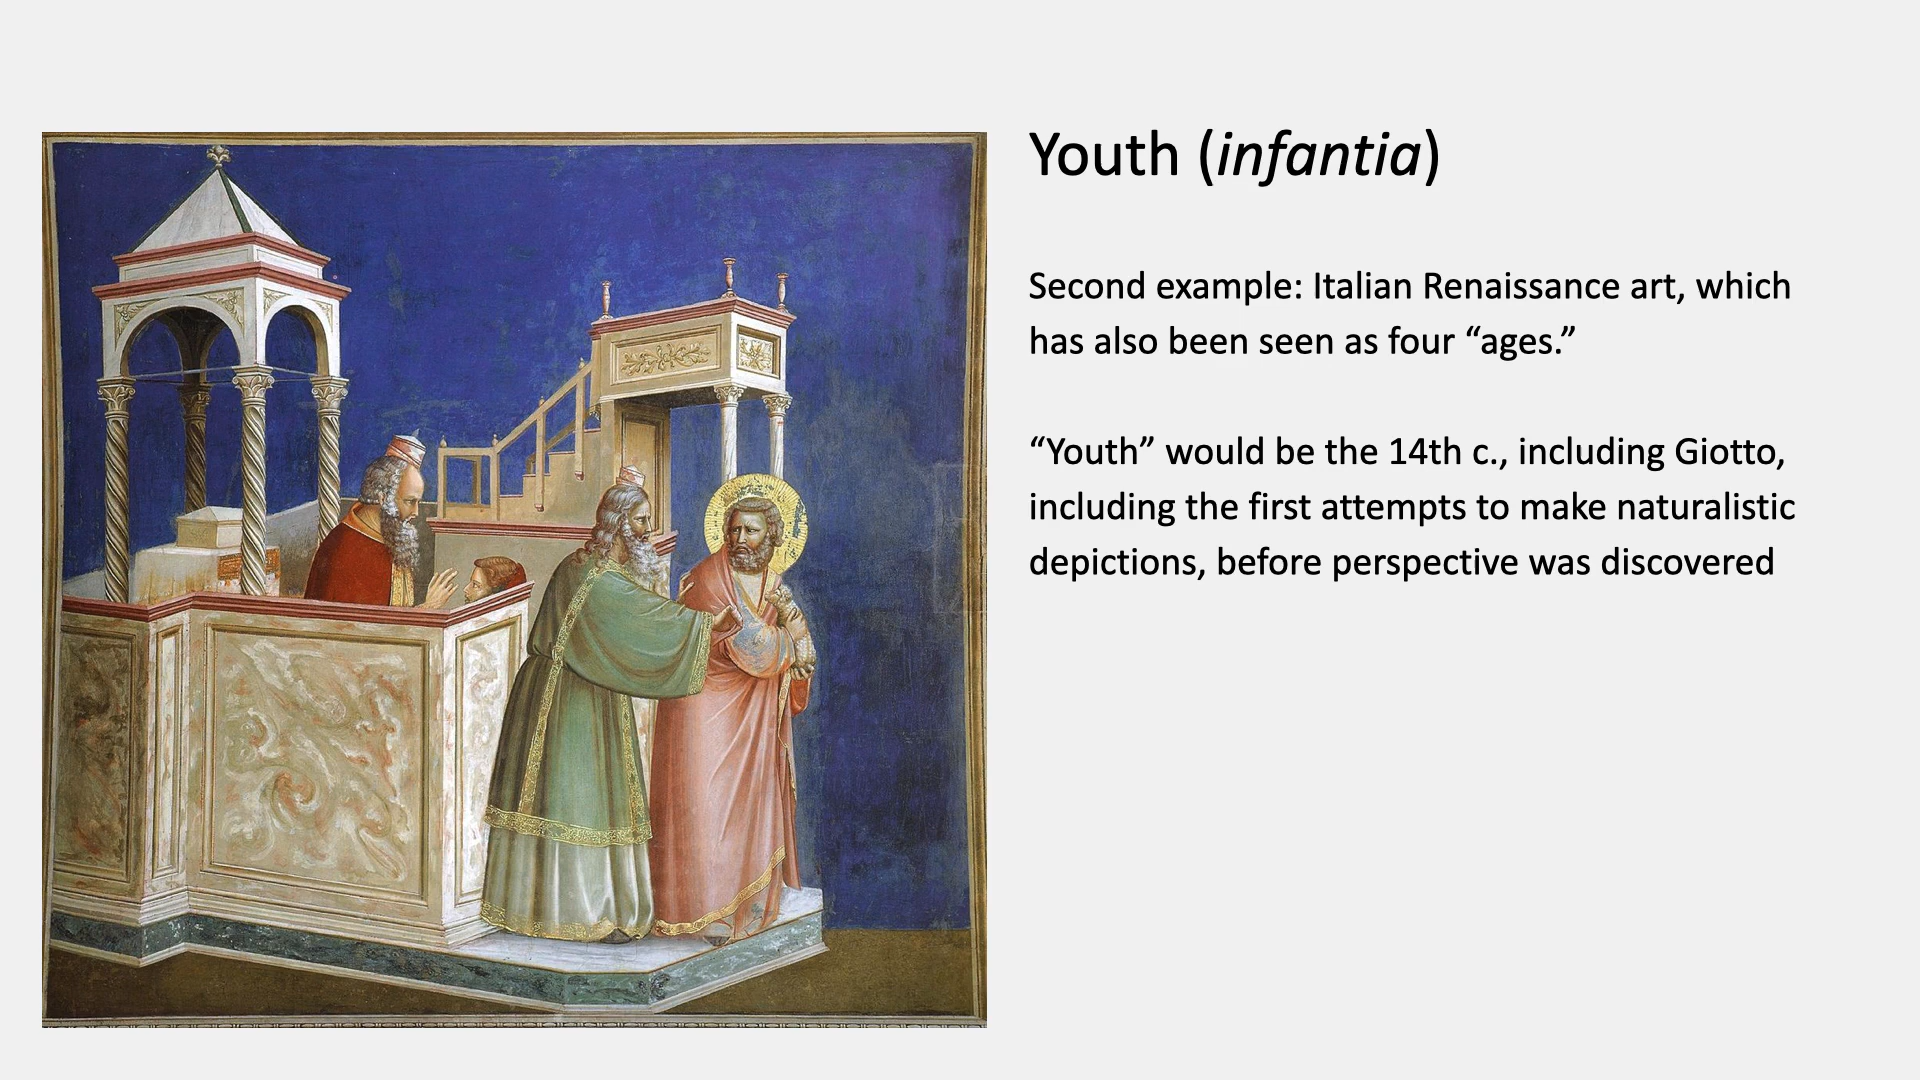 Youth (infantia)
Second example: Italian Renaissance art, which
has also been seen as four “ages.”
“Youth” would be the 14th c., including Giotto,
including the first attempts to make naturalistic
depictions, before perspective was discovered